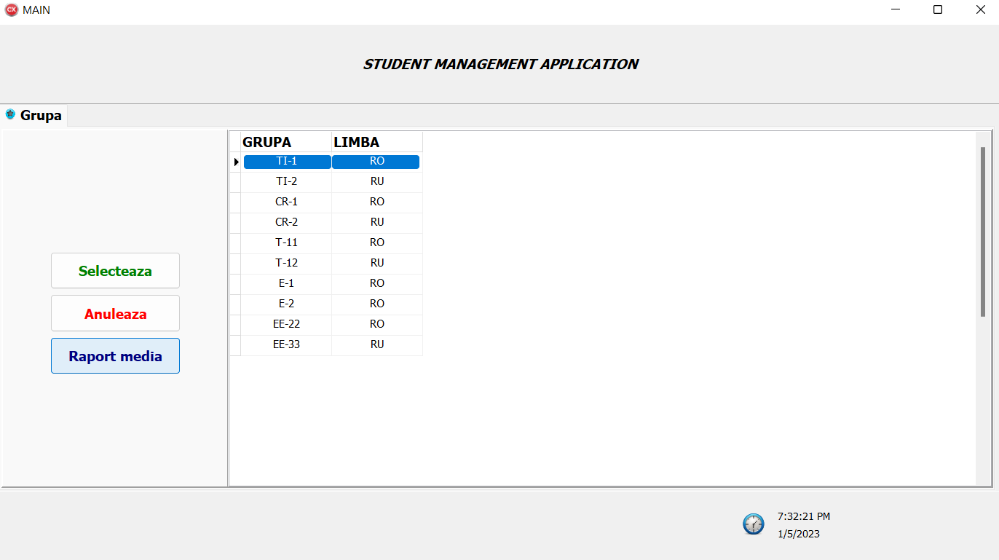 CX MAIN
STUDENT MANAGEMENT APPLICATION
Grupa
GRUPA LIMBA
TI-1 RO
TI-2 RU
CR-1 RO
CR-2 RU
T-11 RO
T-12 RU
E-1 RO
E-2 RO
EE-22 RO
EE-33 RU
Selecteaza
Anuleaza
Raport media
7:32:21 PM
1/5/2023